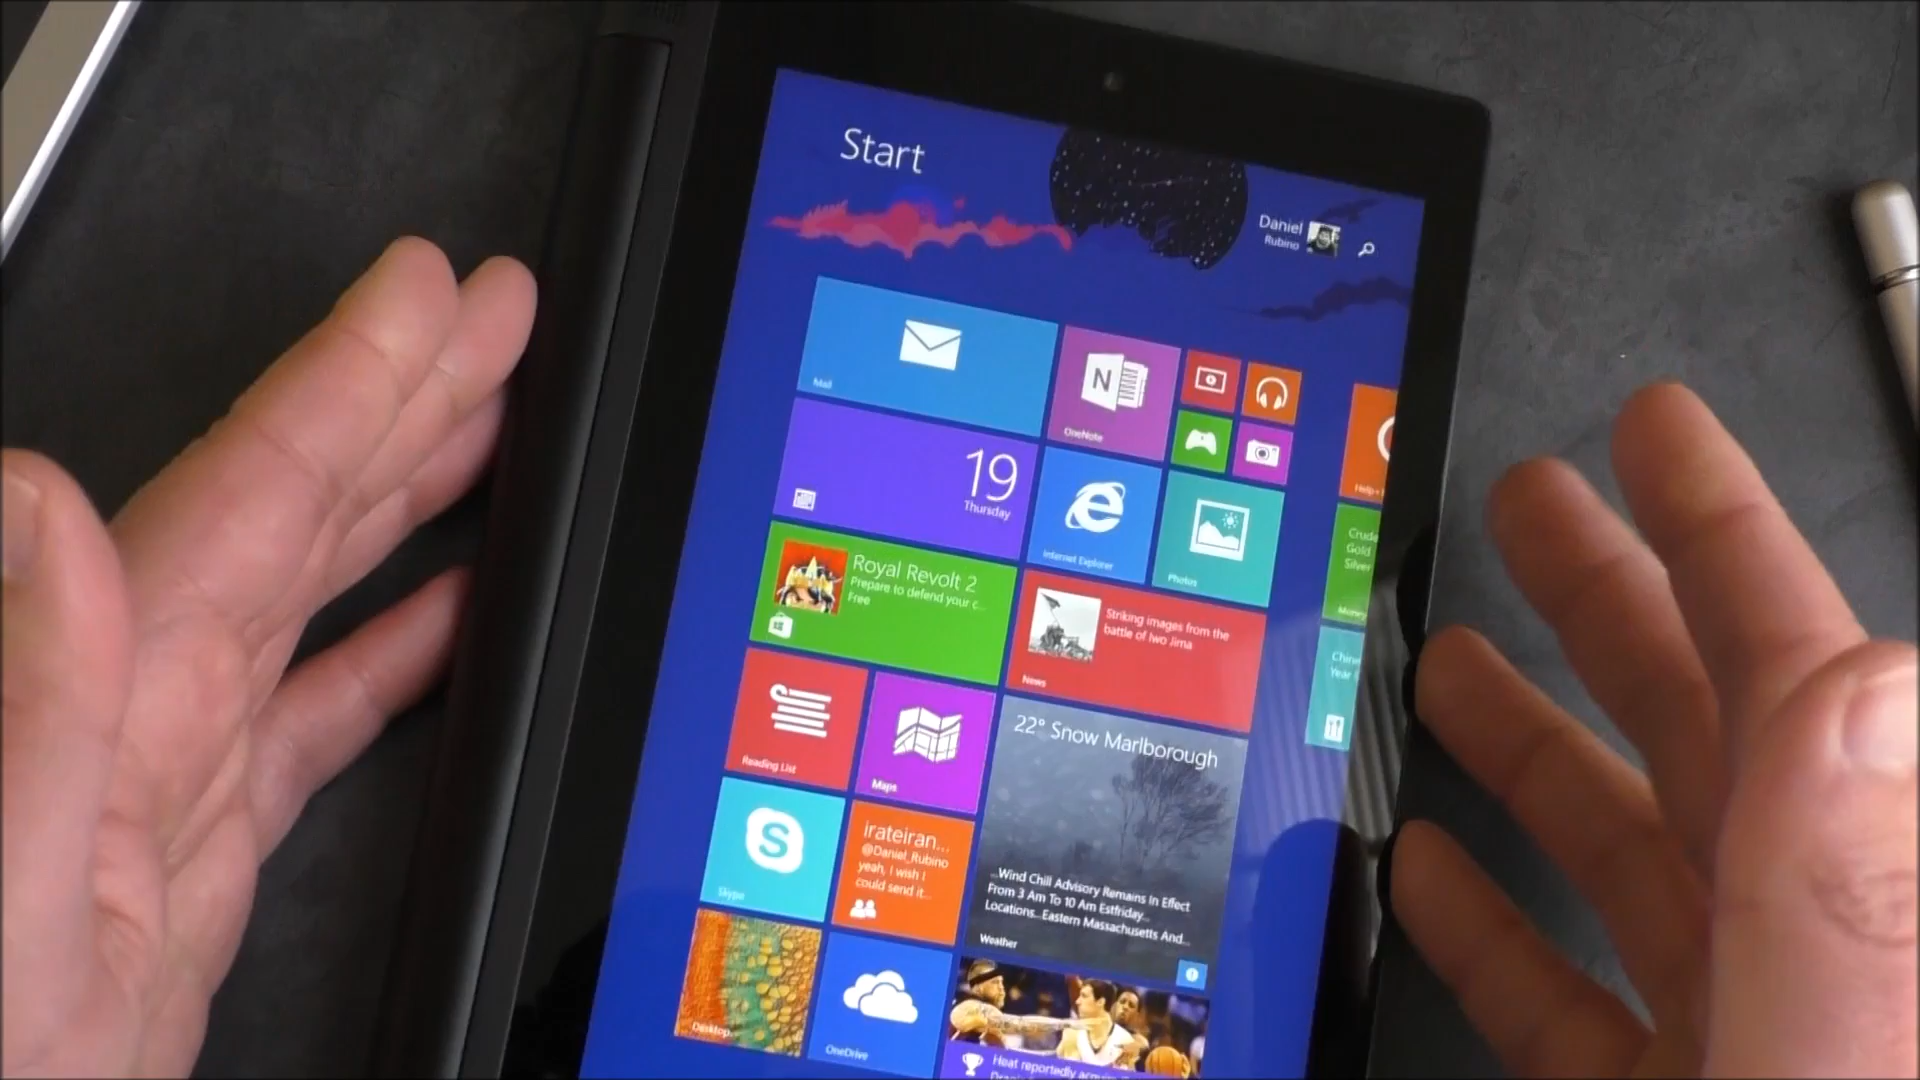 Start
Daniel
Rubino
Mail
OneNote
N
19
Thursday
Internet Explorer
Photos
Help+
Royal Revolt 2
Prepare to defend your c...
Free
Crude
Gold
Silver
Money
Striking images from the
battle of Iwo Jima
News
Year
Reading List
Maps
22° Snow Marlborough
...Wind Chill Advisory Remains In Effect
From 3 Am To 10 Am Estfriday...
Locations...Eastern Massachusetts And...
Weather
S
Skype
irateiran...
@Daniel_Rubino
yeah, I wish I
could send it...
Desktop
OneDrive
Heat reportedly